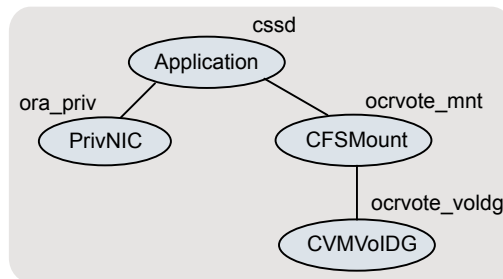 cssd
Application
ora_priv
ocrvote_mnt
PrivNIC
CFSMount
ocrvote_voldg
CVMVolDG